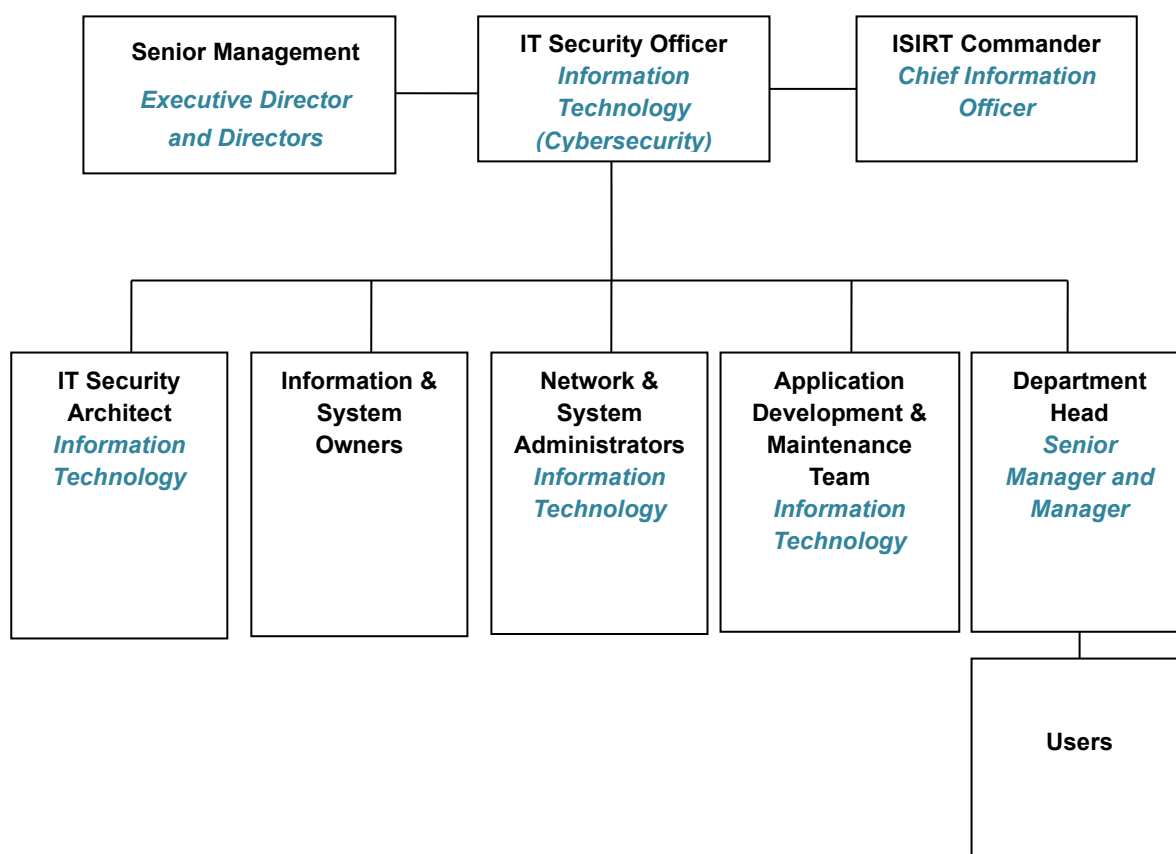 Senior Management
Executive Director
and Directors
IT Security Officer
Information
Technology
(Cybersecurity)
ISIRT Commander
Chief Information
Officer
IT Security
Architect
Information
Technology
Information &
System
Owners
Network &
System
Administrators
Information
Technology
Application
Development &
Maintenance
Team
Information
Technology
Department
Head
Senior
Manager and
Manager
Users